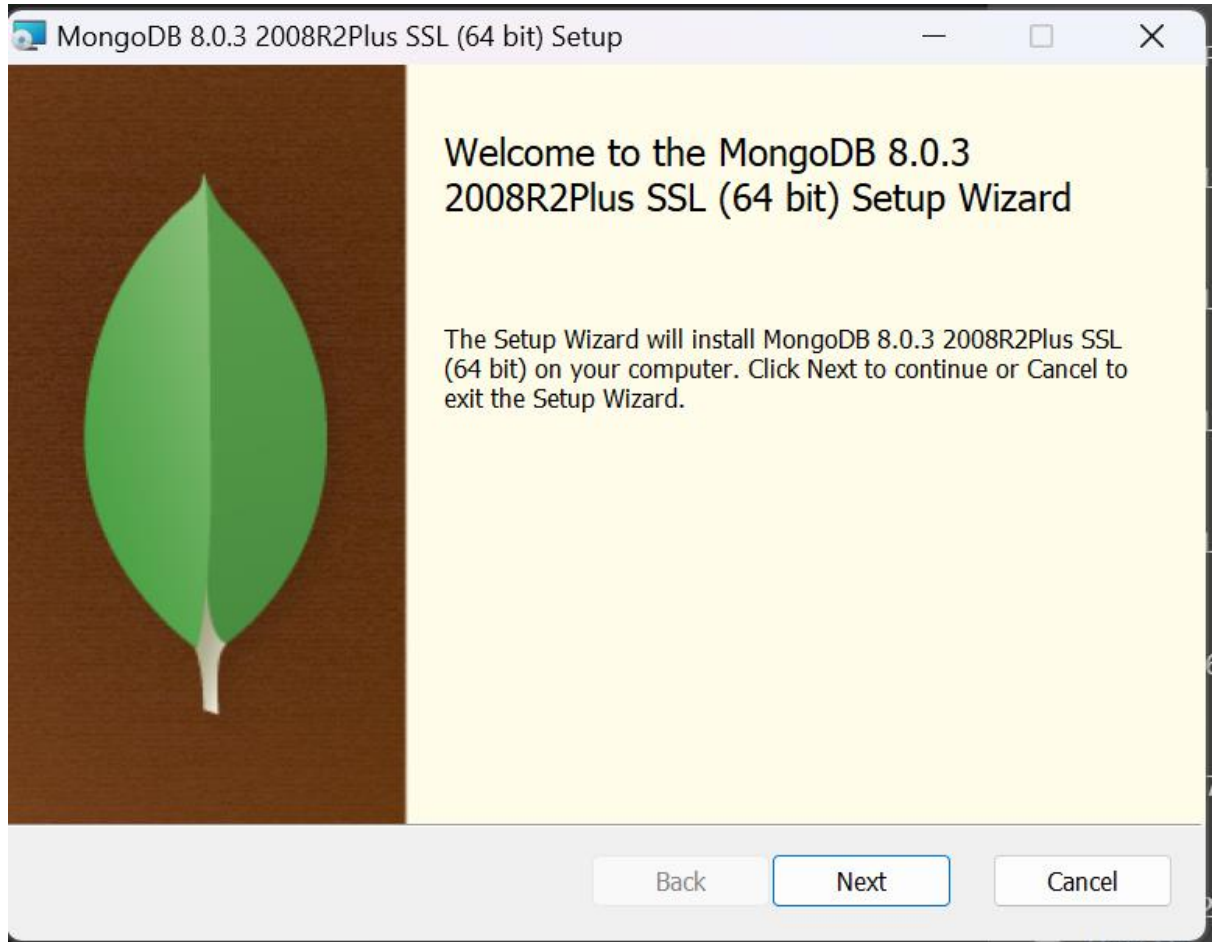 MongoDB 8.0.3 2008R2Plus SSL (64 bit) Setup
Welcome to the MongoDB 8.0.3
2008R2Plus SSL (64 bit) Setup Wizard
The Setup Wizard will install MongoDB 8.0.3 2008R2Plus SSL
(64 bit) on your computer. Click Next to continue or Cancel to
exit the Setup Wizard.
Back Next Cancel